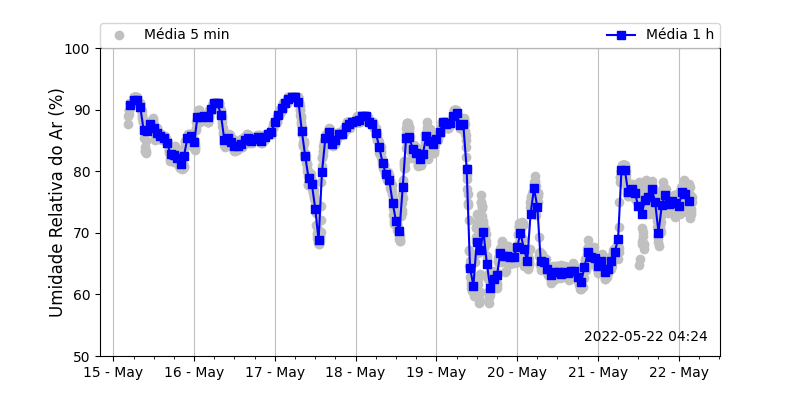 Média 5 min
Média 1 h
Umidade Relativa do Ar (%)
100
90
80
70
60
50
2022-05-22 04:24
15 - May
16 - May
17 - May
18 - May
19 - May
20 - May
21 - May
22 - May